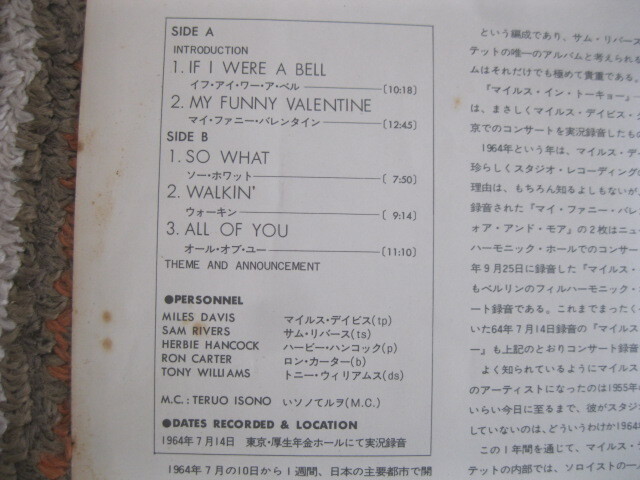 SIDE A
INTRODUCTION
1. IF I WERE A BELL
イフ・アイ・ワー・ア・ベル (10:18)
2. MY FUNNY VALENTINE
マイ・ファニー・バレンタイン (12:45)
SIDE B
1. SO WHAT
ソー・ホワット ( 7:50)
2. WALKIN'
ウォーキン ( 9:14)
3. ALL OF YOU
オール・オブ・ユー (11:10)
THEME AND ANNOUNCEMENT
●PERSONNEL
MILES DAVIS マイルス・デイビス(tp)
SAM RIVERS サム・リバース(ts)
HERBIE HANCOCK ハービー・ハンコック(p)
RON CARTER ロン・カーター(b)
TONY WILLIAMS トニー・ウィリアムス(ds)
M.C.: TERUO ISONO いソノてルヲ(M.C.)
●DATES RECORDED & LOCATION
1964年7月14日 東京・厚生年金ホールにて実況録音
1964年7月の10日から1週間、日本の主要都市で開
という編成であり、サム・リバース
テットの唯一のアルバムと考えられる
ムはそれだけでも極めて貴重である。
『マイルス・イン・トーキョー』
は、まさしくマイルス・デイビス・ク
京でのコンサートを実況録音したもの
1964年という年は、マイルス・デー
珍らしくスタジオ・レコーディングの
理由は、もちろん知るよしもないが、
録音された『マイ・ファニー・バレ
ォア・アンド・モア』の2枚はニュー
ハーモニック・ホールでのコンサー
年9月25日に録音した『マイルス・
もベルリンのフィルハーモニック・
ート録音である。これまでまったく
いた64年7月14日録音の『マイルス
ー』も上記のとおりコンサート録音
よく知られているようにマイルス
のアーティストになったのは1955年
いらい今日に至るまで、彼がスタジ
していないのは、どういうわけか1964
この1年間を通じて、マイルス・デ
テットの内部では、ソロイストの一